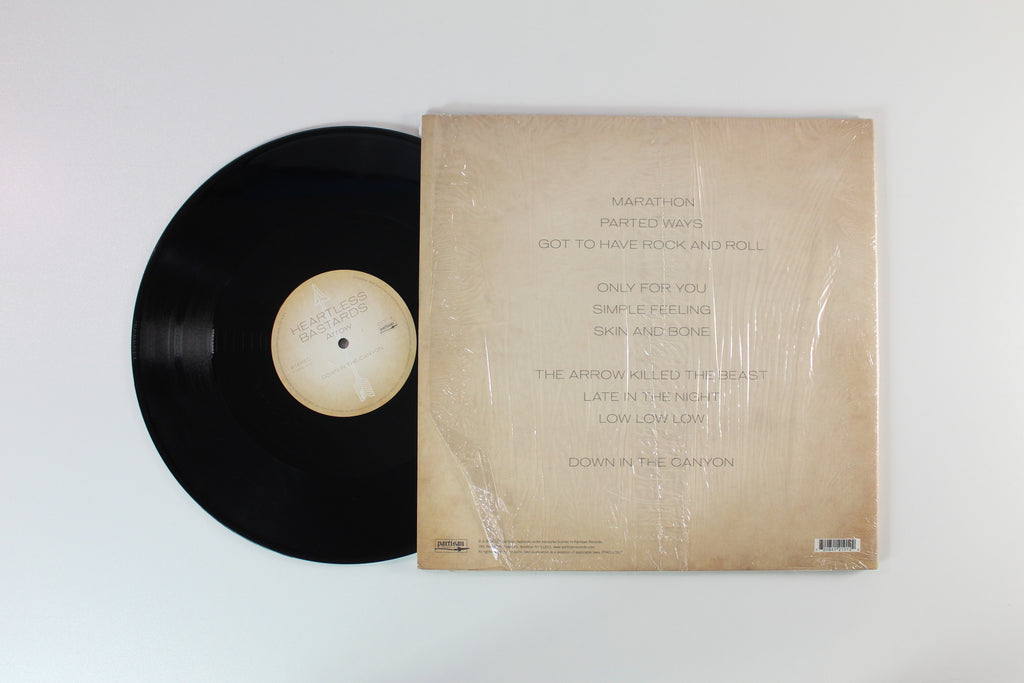 HEARTLESS
BASTARDS
Arrow
DOWN IN THE CANYON
MARATHON
PARTED WAYS
GOT TO HAVE ROCK AND ROLL
ONLY FOR YOU
SIMPLE FEELING
SKIN AND BONE
THE ARROW KILLED THE BEAST
LATE IN THE NIGHT
LOW LOW LOW
DOWN IN THE CANYON
partisan